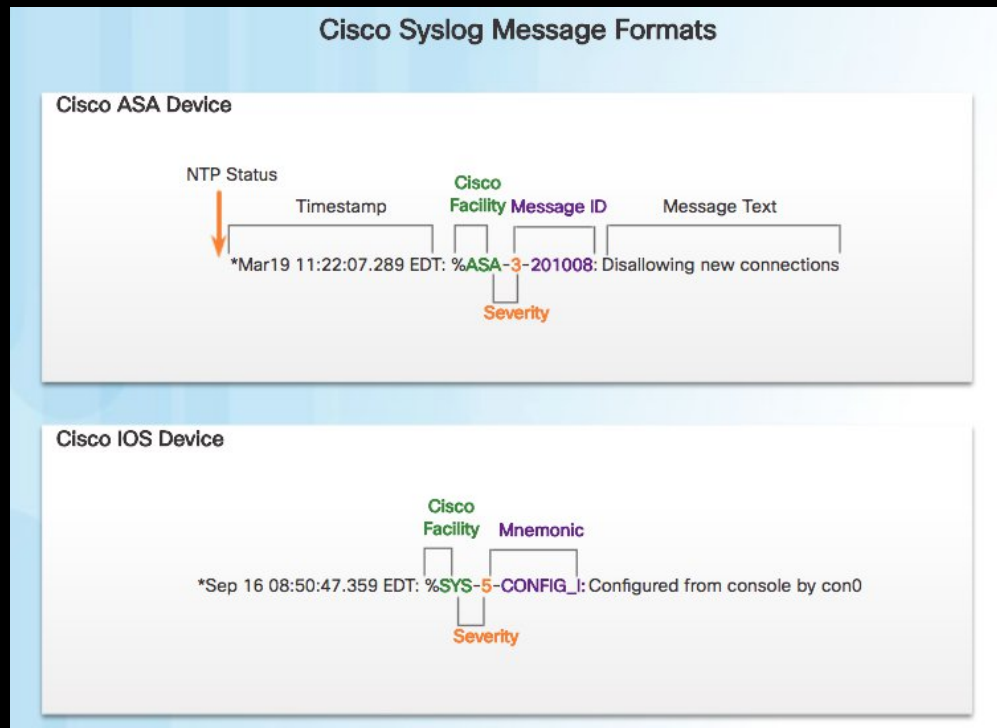 Cisco Syslog Message Formats
Cisco ASA Device
NTP Status
Timestamp
Cisco
Facility
Message ID
Message Text
*Mar19 11:22:07.289 EDT: %ASA-3-201008: Disallowing new connections
Severity
Cisco IOS Device
Cisco
Facility
Mnemonic
*Sep 16 08:50:47.359 EDT: %SYS-5-CONFIG_I: Configured from console by con0
Severity